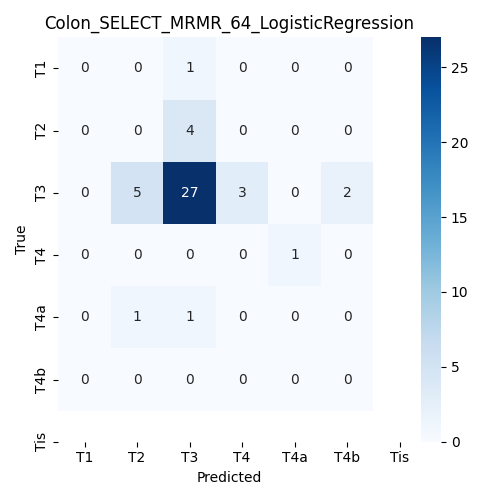 Colon_SELECT_MRMR_64_LogisticRegression
T1 0 0 1 0 0 0
T2 0 0 4 0 0 0
T3 0 5 27 3 0 2
T4 0 0 0 0 1 0
T4a 0 1 1 0 0 0
T4b 0 0 0 0 0 0
Tis
True
T1 T2 T3 T4 T4a T4b Tis
Predicted
25
20
15
10
5
0